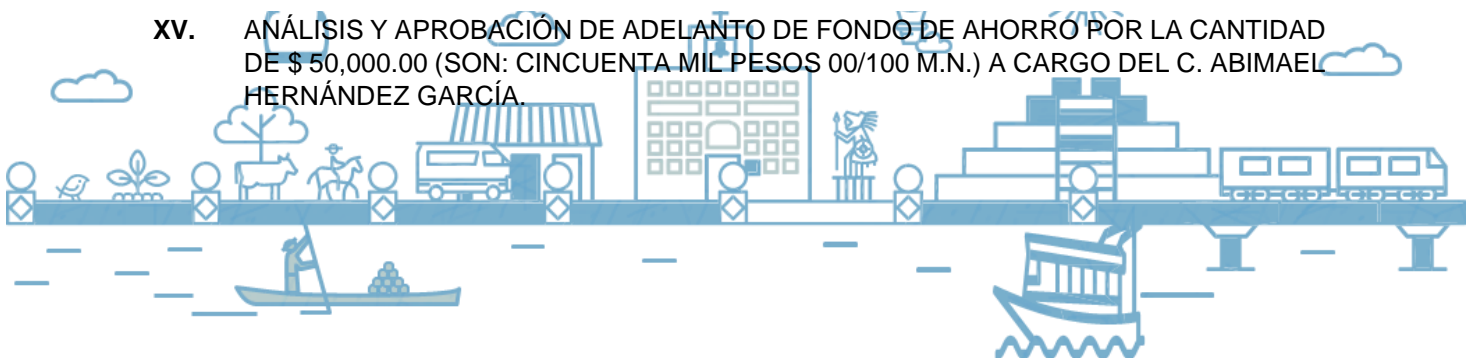 XV. ANÁLISIS Y APROBACIÓN DE ADELANTO DE FONDO DE AHORRO POR LA CANTIDAD
DE $ 50,000.00 (SON: CINCUENTA MIL PESOS 00/100 M.N.) A CARGO DEL C. ABIMAEL
HERNÁNDEZ GARCÍA.